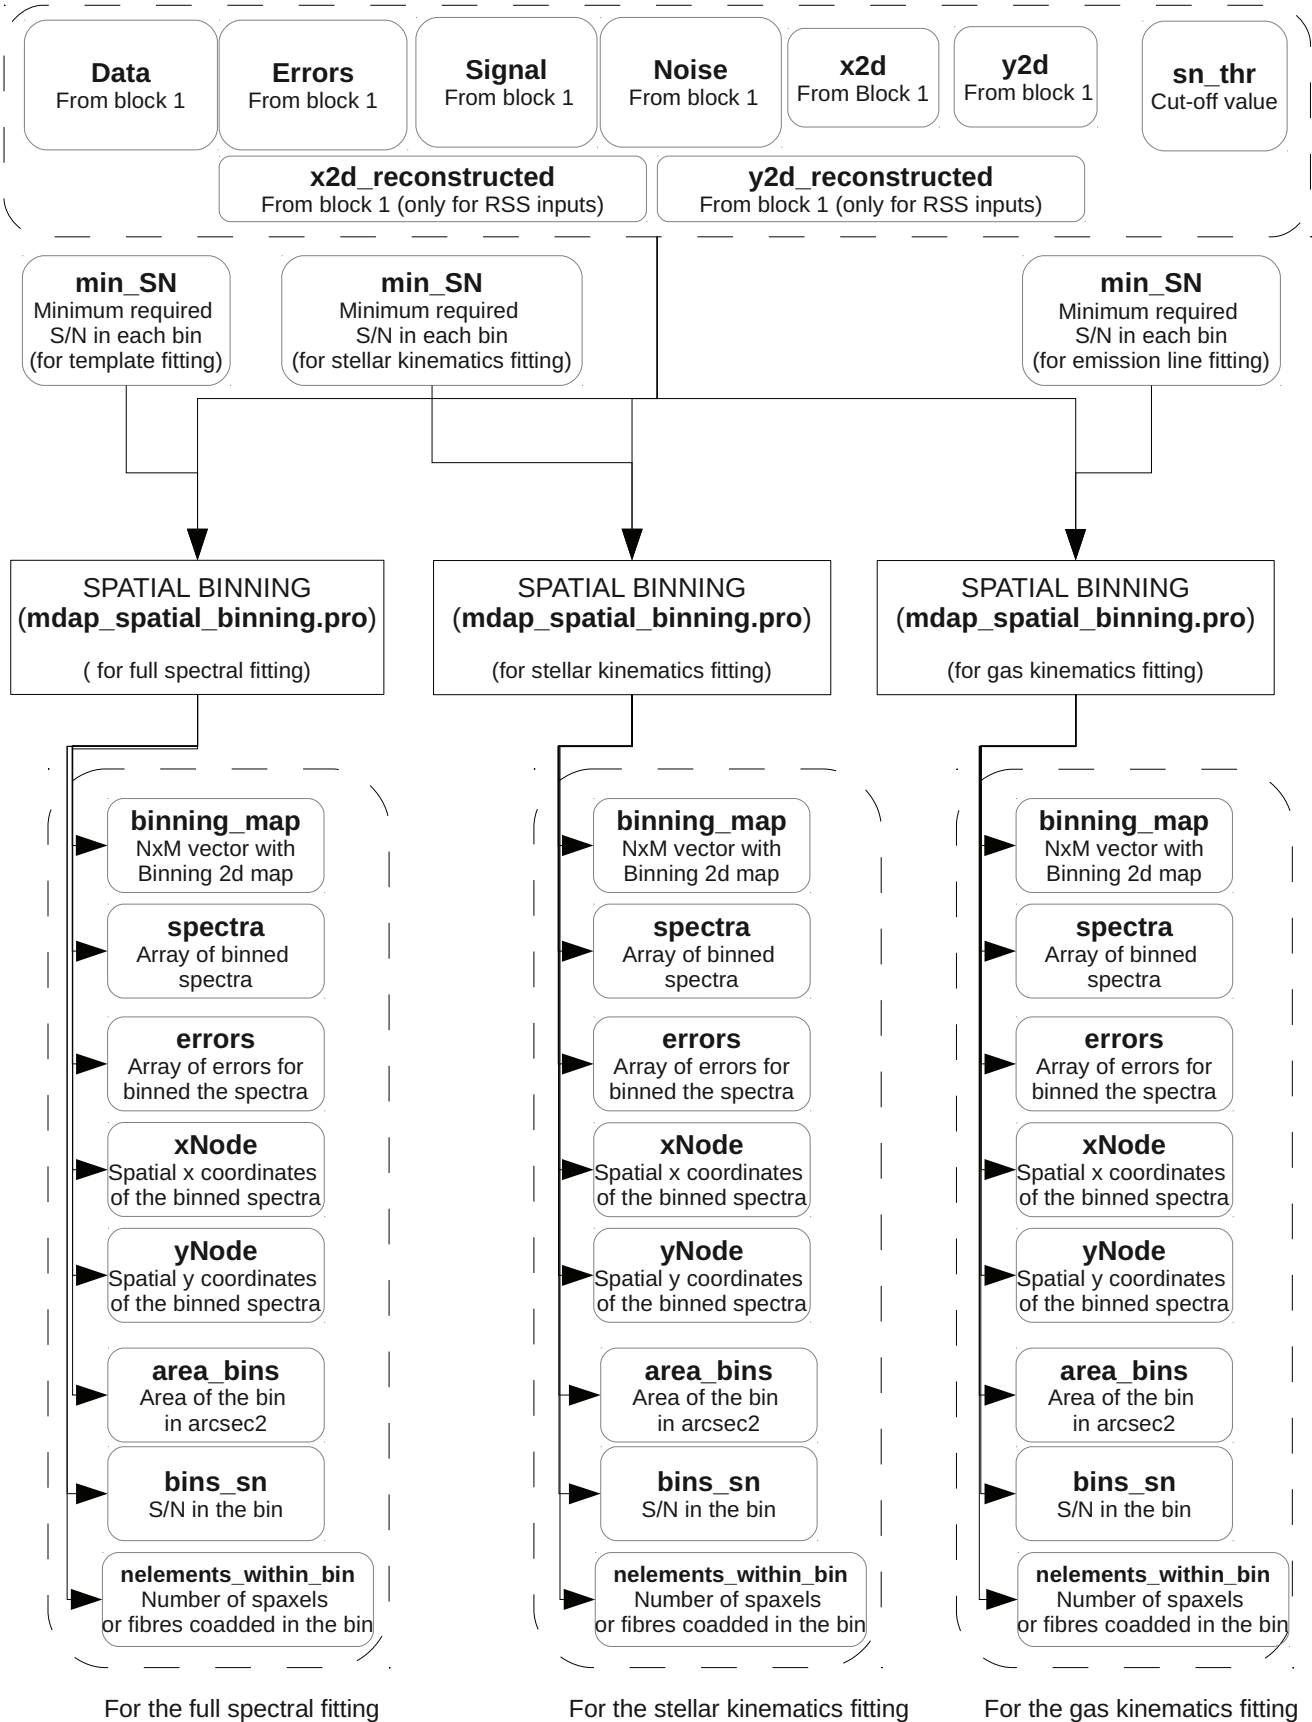 Data
From block 1
Errors
From block 1
Signal
From block 1
Noise
From block 1
x2d
From Block 1
y2d
From block 1
sn_thr
Cut-off value
x2d_reconstructed
From block 1 (only for RSS inputs)
y2d_reconstructed
From block 1 (only for RSS inputs)
min_SN
Minimum required
S/N in each bin
(for template fitting)
min_SN
Minimum required
S/N in each bin
(for stellar kinematics fitting)
min_SN
Minimum required
S/N in each bin
(for emission line fitting)
SPATIAL BINNING
(mdap_spatial_binning.pro)
( for full spectral fitting)
SPATIAL BINNING
(mdap_spatial_binning.pro)
(for stellar kinematics fitting)
SPATIAL BINNING
(mdap_spatial_binning.pro)
(for gas kinematics fitting)
binning_map
NxM vector with
Binning 2d map
spectra
Array of binned
spectra
errors
Array of errors for
binned the spectra
xNode
Spatial x coordinates
of the binned spectra
yNode
Spatial y coordinates
of the binned spectra
area_bins
Area of the bin
in arcsec2
bins_sn
S/N in the bin
nelements_within_bin
Number of spaxels
or fibres coadded in the bin
For the full spectral fitting
binning_map
NxM vector with
Binning 2d map
spectra
Array of binned
spectra
errors
Array of errors for
binned the spectra
xNode
Spatial x coordinates
of the binned spectra
yNode
Spatial y coordinates
of the binned spectra
area_bins
Area of the bin
in arcsec2
bins_sn
S/N in the bin
nelements_within_bin
Number of spaxels
or fibres coadded in the bin
For the stellar kinematics fitting
binning_map
NxM vector with
Binning 2d map
spectra
Array of binned
spectra
errors
Array of errors for
binned the spectra
xNode
Spatial x coordinates
of the binned spectra
yNode
Spatial y coordinates
of the binned spectra
area_bins
Area of the bin
in arcsec2
bins_sn
S/N in the bin
nelements_within_bin
Number of spaxels
or fibres coadded in the bin
For the gas kinematics fitting